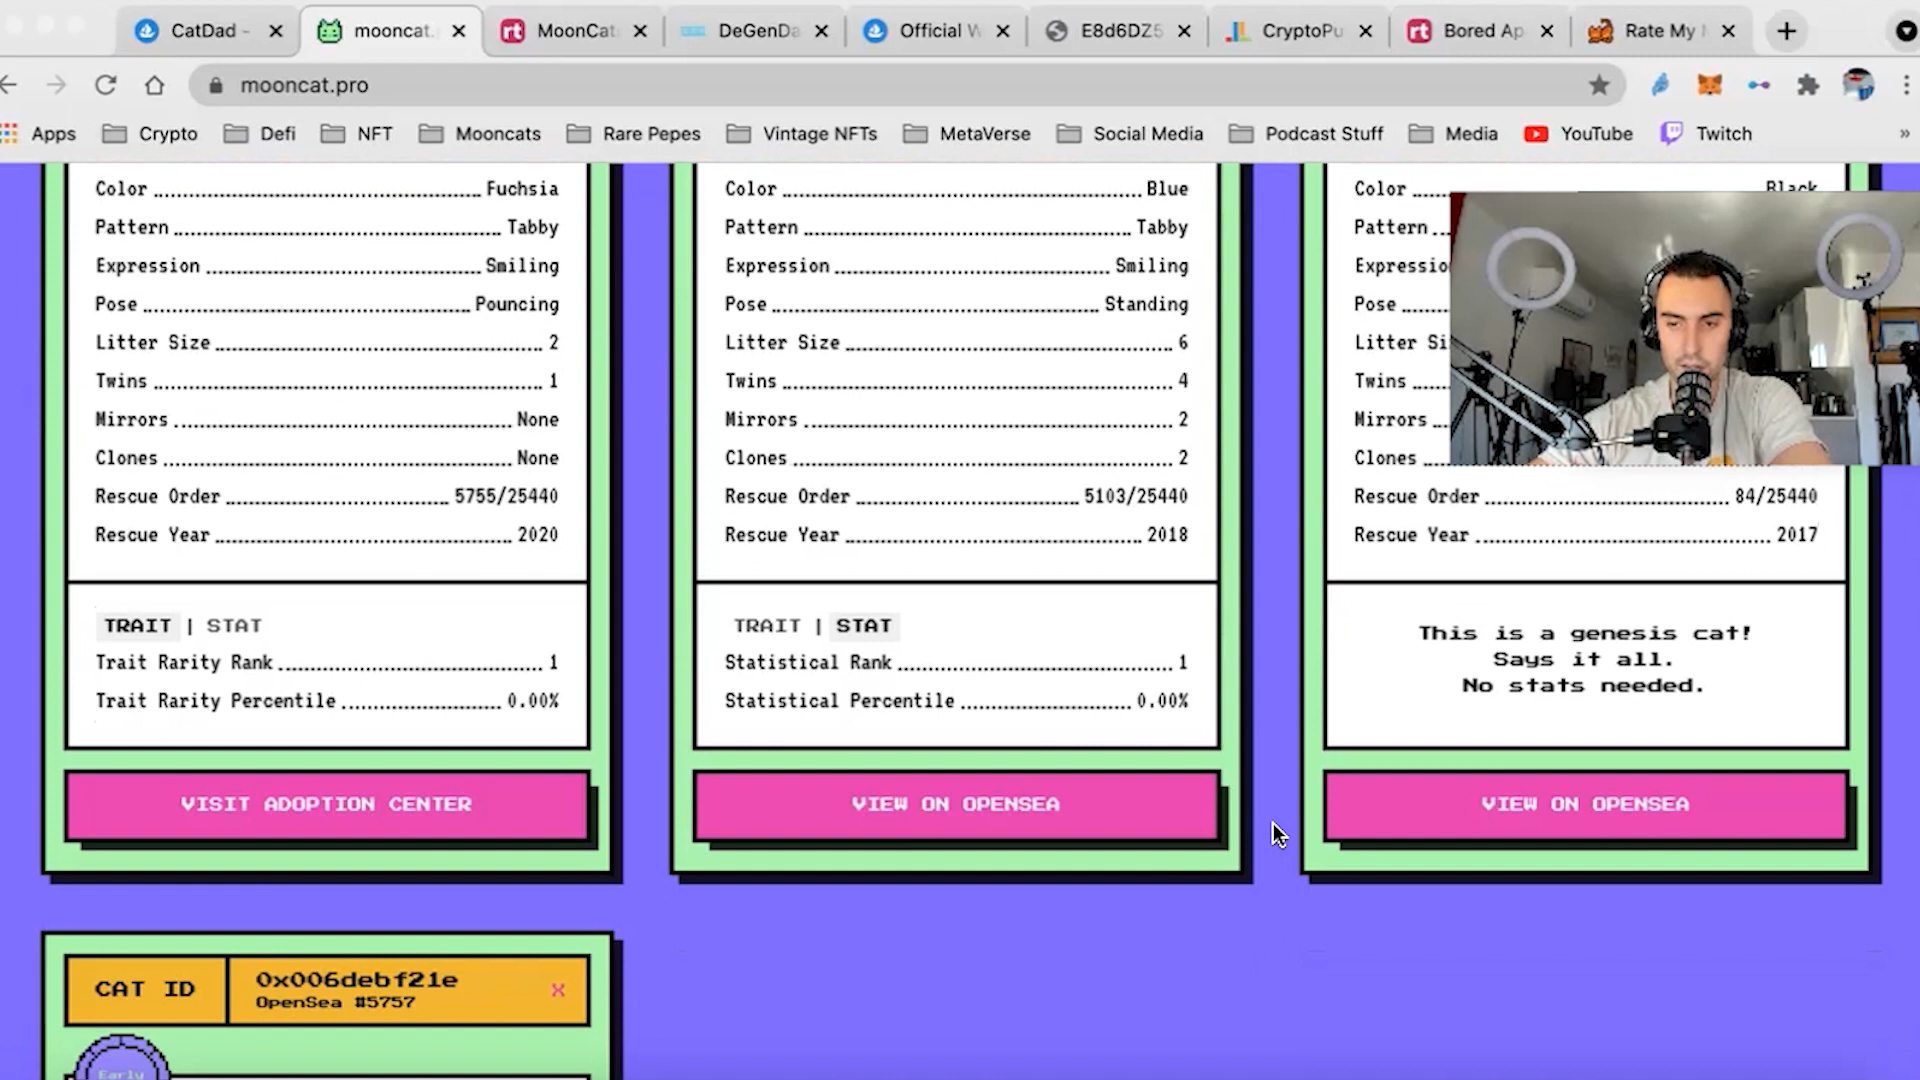 CatDad -
mooncat.
MoonCat
DeGenDa
Official
E8d6DZ5
CryptoPu
Bored Ap
Rate My
mooncat.pro
Apps
Crypto
Defi
NFT
Mooncats
Rare Pepes
Vintage NFTs
MetaVerse
Social Media
Podcast Stuff
Media
YouTube
Twitch
»
Color Fuchsia
Pattern Tabby
Expression Smiling
Pose Pouncing
Litter Size 2
Twins 1
Mirrors None
Clones None
Rescue Order 5755/25440
Rescue Year 2020
TRAIT | STAT
Trait Rarity Rank 1
Trait Rarity Percentile 0.00%
VISIT ADOPTION CENTER
Color Blue
Pattern Tabby
Expression Smiling
Pose Standing
Litter Size 6
Twins 4
Mirrors 2
Clones 2
Rescue Order 5103/25440
Rescue Year 2018
TRAIT | STAT
Statistical Rank 1
Statistical Percentile 0.00%
VIEW ON OPENSEA
Color Black
Pattern
Expressio
Pose
Litter Si
Twins
Mirrors
Clones
Rescue Order 84/25440
Rescue Year 2017
This is a genesis cat!
Says it all.
No stats needed.
VIEW ON OPENSEA
CAT ID
0x006debf21e
OpenSea #5757
x
Early